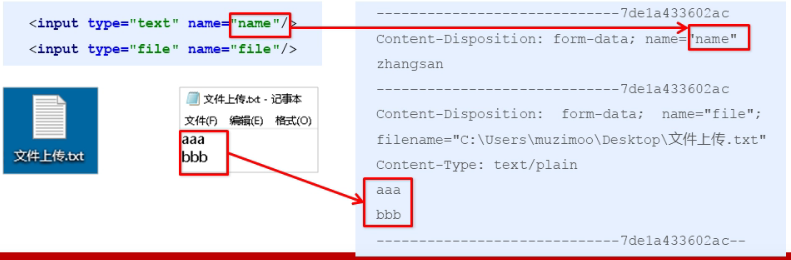 <input type="text" name="name"/>
<input type="file" name="file"/>
文件上传.txt
文件上传.txt - 记事本
文件(F) 编辑(E) 格式(O)
aaa
bbb
-----------------------------7de1a433602ac
Content-Disposition: form-data; name="name"
zhangsan
-----------------------------7de1a433602ac
Content-Disposition: form-data; name="file";
filename="C:\Users\muzimoo\Desktop\文件上传.txt"
Content-Type: text/plain
aaa
bbb
-----------------------------7de1a433602ac--